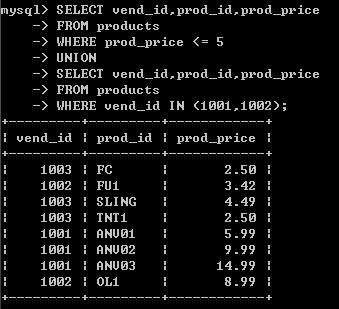 mysql> SELECT vend_id,prod_id,prod_price
    -> FROM products
    -> WHERE prod_price <= 5
    -> UNION
    -> SELECT vend_id,prod_id,prod_price
    -> FROM products
    -> WHERE vend_id IN (1001,1002);
+---------+---------+------------+
¦ vend_id ¦ prod_id ¦ prod_price ¦
+---------+---------+------------+
¦    1003 ¦ FC      ¦       2.50 ¦
¦    1002 ¦ FU1     ¦       3.42 ¦
¦    1003 ¦ SLING   ¦       4.49 ¦
¦    1003 ¦ TNT1    ¦       2.50 ¦
¦    1001 ¦ ANV01   ¦       5.99 ¦
¦    1001 ¦ ANV02   ¦       9.99 ¦
¦    1001 ¦ ANV03   ¦      14.99 ¦
¦    1002 ¦ OL1     ¦       8.99 ¦
+---------+---------+------------+